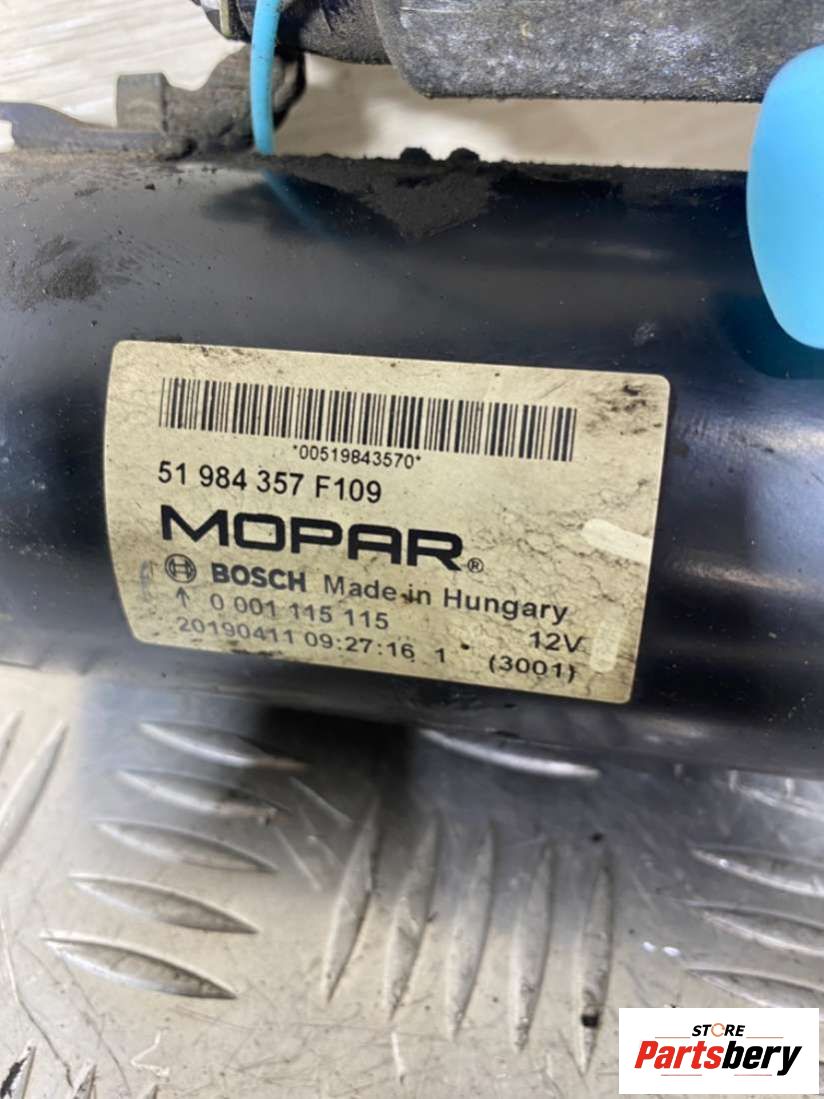 *00519843570*
51 984 357 F109
MOPAR®
BOSCH Made in Hungary
↑ 0 001 115 115 12V
20190411 09:27:16 1 (3001)
STORE
Partsbery